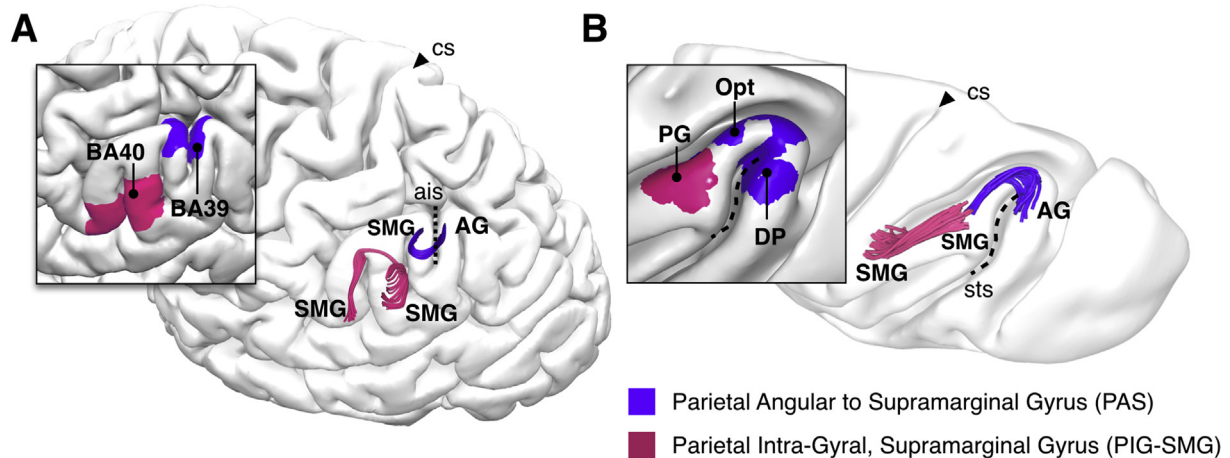 A
cs
BA40
BA39
ais
SMG
AG
SMG
SMG
B
cs
Opt
PG
DP
AG
SMG
SMG
sts
Parietal Angular to Supramarginal Gyrus (PAS)
Parietal Intra-Gyral, Supramarginal Gyrus (PIG-SMG)